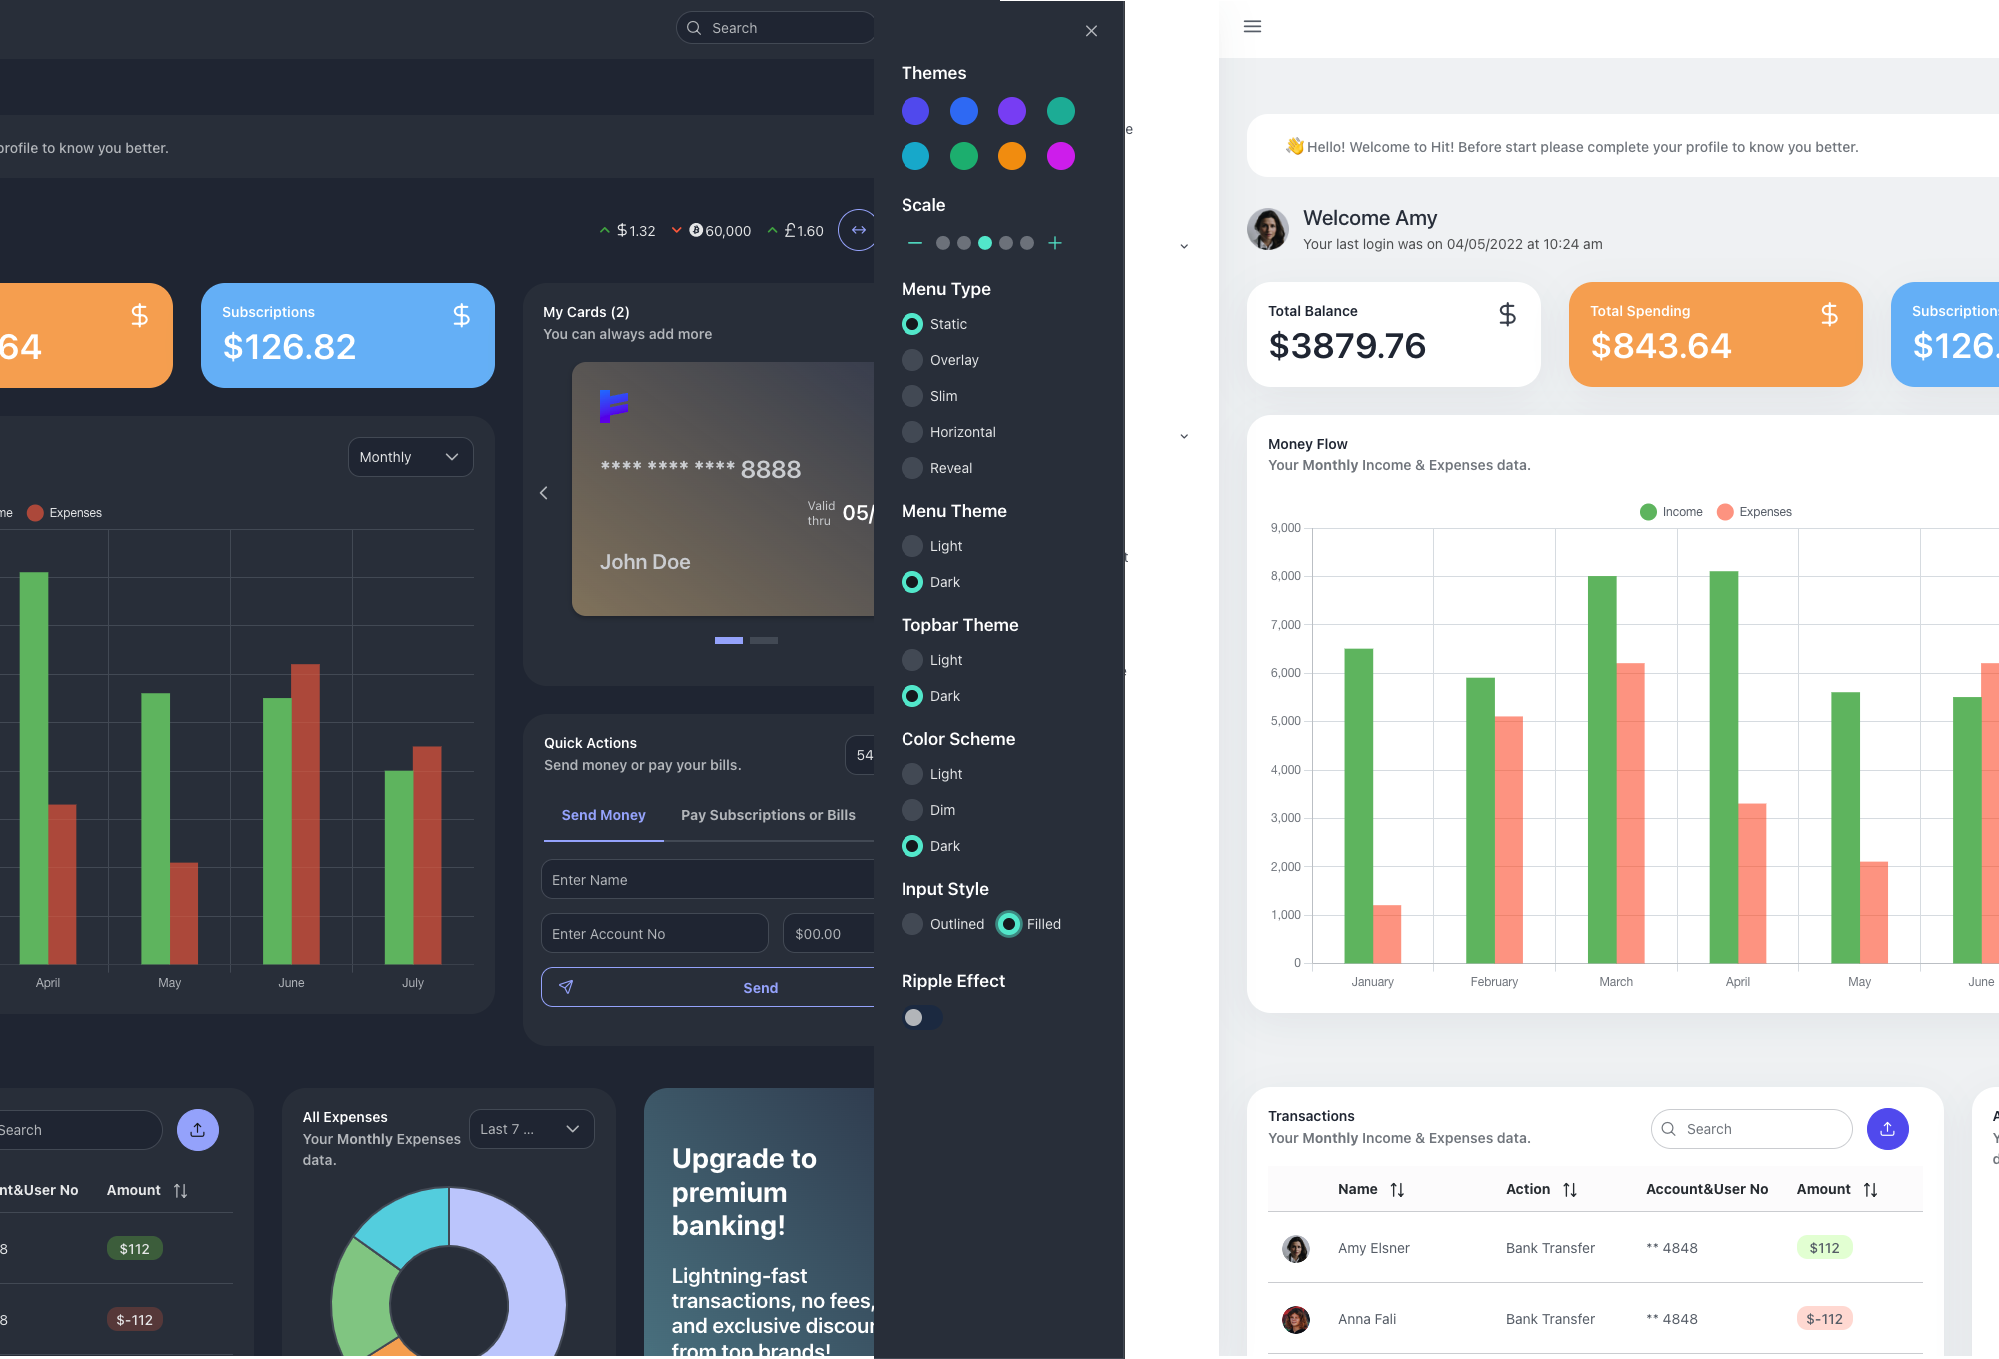 Search
profile to know you better.
$1.32
60,000
£1.60
64
Subscriptions
$126.82
My Cards (2)
You can always add more
**** **** **** 8888
Valid
thru
05/
John Doe
Monthly
me
Expenses
April
May
June
July
Quick Actions
Send money or pay your bills.
54
Send Money
Pay Subscriptions or Bills
Enter Name
Enter Account No
$00.00
Send
Search
nt&User No
Amount
8
$112
8
$-112
All Expenses
Your Monthly Expenses
data.
Last 7 ...
Upgrade to
premium
banking!
Lightning-fast
transactions, no fees,
and exclusive discoun
from top brands!
Themes
Scale
Menu Type
Static
Overlay
Slim
Horizontal
Reveal
Menu Theme
Light
Dark
Topbar Theme
Light
Dark
Color Scheme
Light
Dim
Dark
Input Style
Outlined
Filled
Ripple Effect
e
👋Hello! Welcome to Hit! Before start please complete your profile to know you better.
Welcome Amy
Your last login was on 04/05/2022 at 10:24 am
Total Balance
$3879.76
Total Spending
$843.64
Subscription
$126.
Money Flow
Your Monthly Income & Expenses data.
Income
Expenses
9,000
8,000
7,000
6,000
5,000
4,000
3,000
2,000
1,000
0
January
February
March
April
May
June
Transactions
Your Monthly Income & Expenses data.
Search
Name
Action
Account&User No
Amount
Amy Elsner
Bank Transfer
** 4848
$112
Anna Fali
Bank Transfer
** 4848
$-112